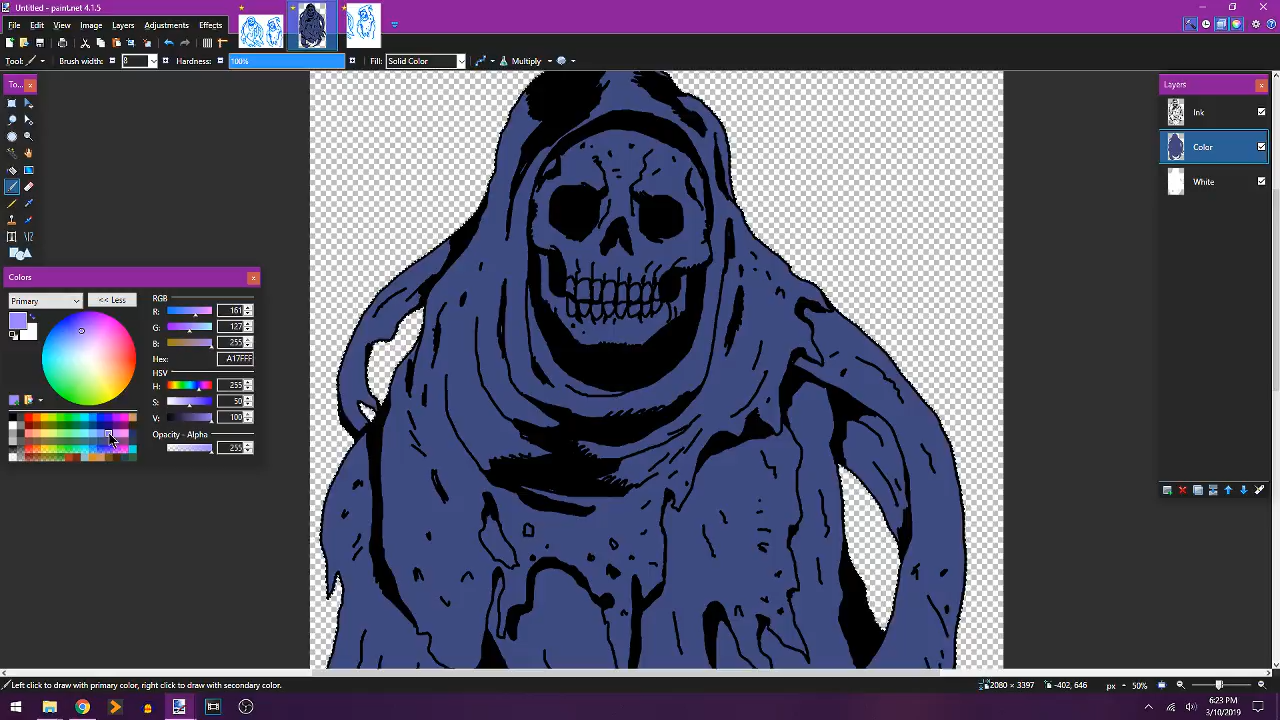 Untitled - paint.net 4.1.5
File Edit View Image Layers Adjustments Effects
Tool: Brush width: 8 Hardness: 100% Fill: Solid Color Multiply
To...
Layers
Ink
Color
White
Colors
Primary << Less
RGB
R: 161
G: 127
B: 255
Hex: A17FFF
HSV
H: 255
S: 50
V: 100
Opacity - Alpha
255
Left click to draw with primary color, right click to draw with secondary color. 2080 x 3397 -402, 646 px 50%
6:23 PM
3/10/2019